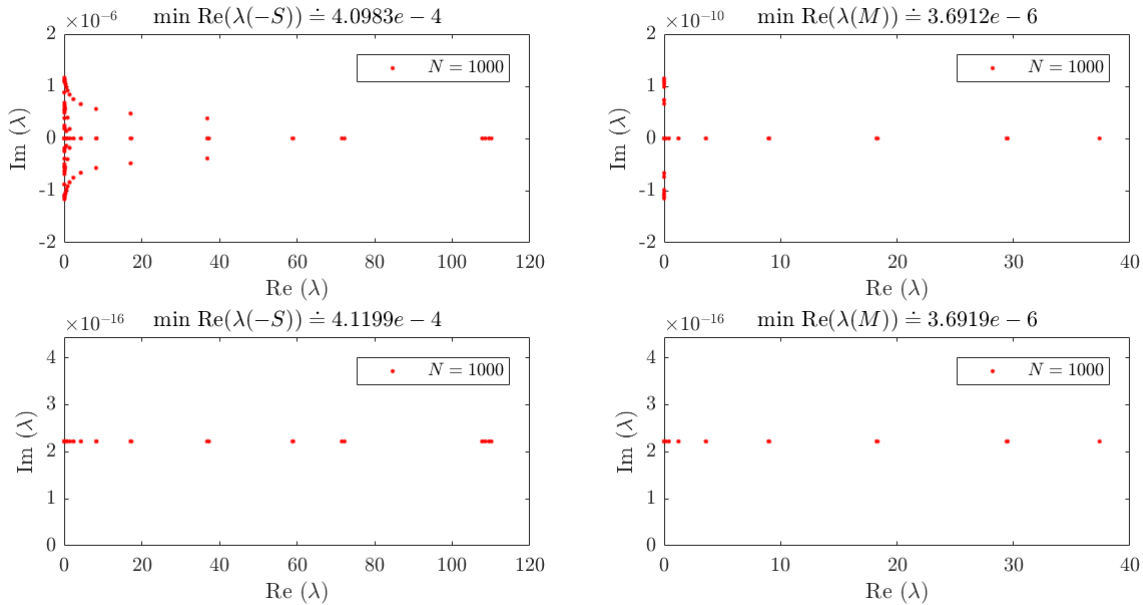 ×10⁻⁶ min Re(λ(−S)) ≐ 4.0983e − 4
2
1
0
-1
-2
Im (λ)
N = 1000
0 20 40 60 80 100 120
Re (λ)
×10⁻¹⁰ min Re(λ(M)) ≐ 3.6912e − 6
2
1
0
-1
-2
Im (λ)
N = 1000
0 10 20 30 40
Re (λ)
×10⁻¹⁶ min Re(λ(−S)) ≐ 4.1199e − 4
4
3
2
1
0
Im (λ)
N = 1000
0 20 40 60 80 100 120
Re (λ)
×10⁻¹⁶ min Re(λ(M)) ≐ 3.6919e − 6
4
3
2
1
0
Im (λ)
N = 1000
0 10 20 30 40
Re (λ)